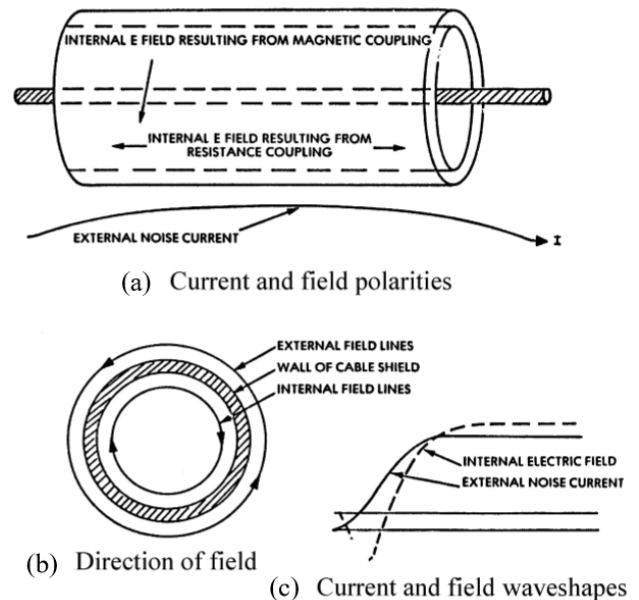 INTERNAL E FIELD RESULTING FROM MAGNETIC COUPLING
INTERNAL E FIELD RESULTING FROM
RESISTANCE COUPLING
EXTERNAL NOISE CURRENT
I
(a) Current and field polarities
EXTERNAL FIELD LINES
WALL OF CABLE SHIELD
INTERNAL FIELD LINES
INTERNAL ELECTRIC FIELD
EXTERNAL NOISE CURRENT
(b) Direction of field
(c) Current and field waveshapes